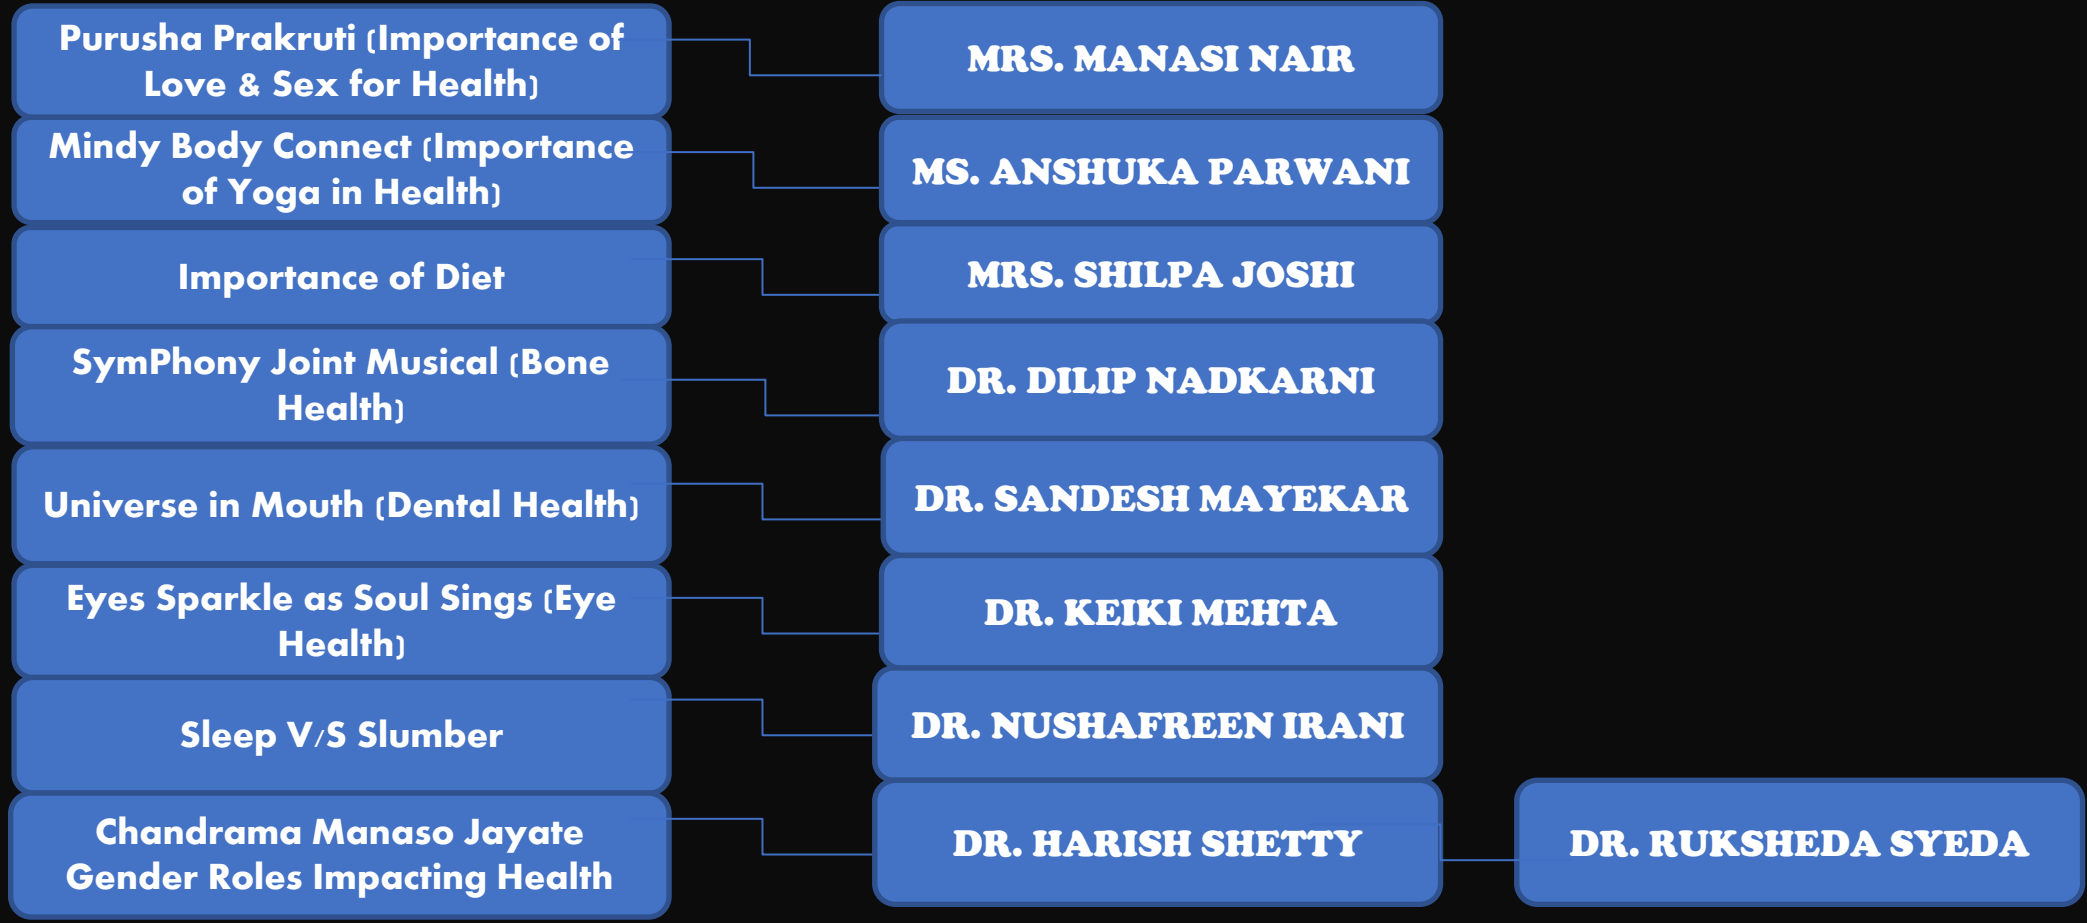 Purusha Prakruti (Importance of
Love & Sex for Health)
MRS. MANASI NAIR
Mindy Body Connect (Importance
of Yoga in Health)
MS. ANSHUKA PARWANI
Importance of Diet
MRS. SHILPA JOSHI
SymPhony Joint Musical (Bone
Health)
DR. DILIP NADKARNI
Universe in Mouth (Dental Health)
DR. SANDESH MAYEKAR
Eyes Sparkle as Soul Sings (Eye
Health)
DR. KEIKI MEHTA
Sleep V/S Slumber
DR. NUSHAFREEN IRANI
Chandrama Manaso Jayate
Gender Roles Impacting Health
DR. HARISH SHETTY
DR. RUKSHEDA SYEDA